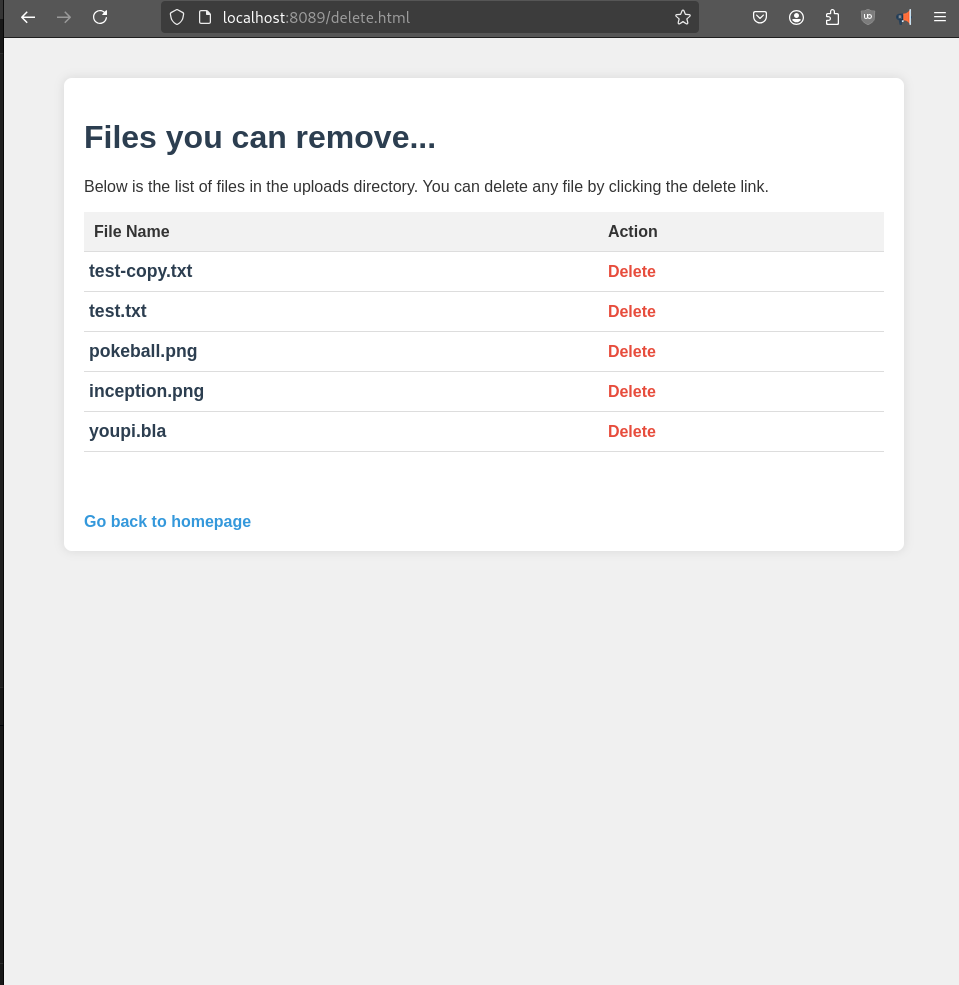 localhost:8089/delete.html
Files you can remove...
Below is the list of files in the uploads directory. You can delete any file by clicking the delete link.
File Name Action
test-copy.txt Delete
test.txt Delete
pokeball.png Delete
inception.png Delete
youpi.bla Delete
Go back to homepage